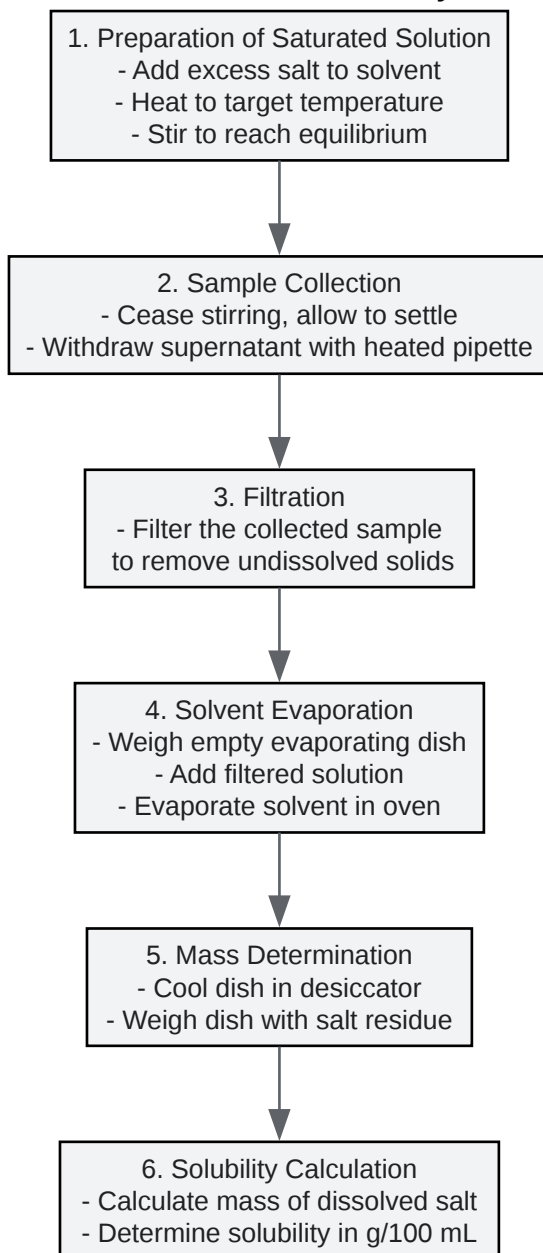 1. Preparation of Saturated Solution
- Add excess salt to solvent
- Heat to target temperature
- Stir to reach equilibrium
2. Sample Collection
- Cease stirring, allow to settle
- Withdraw supernatant with heated pipette
3. Filtration
- Filter the collected sample
to remove undissolved solids
4. Solvent Evaporation
- Weigh empty evaporating dish
- Add filtered solution
- Evaporate solvent in oven
5. Mass Determination
- Cool dish in desiccator
- Weigh dish with salt residue
6. Solubility Calculation
- Calculate mass of dissolved salt
- Determine solubility in g/100 mL